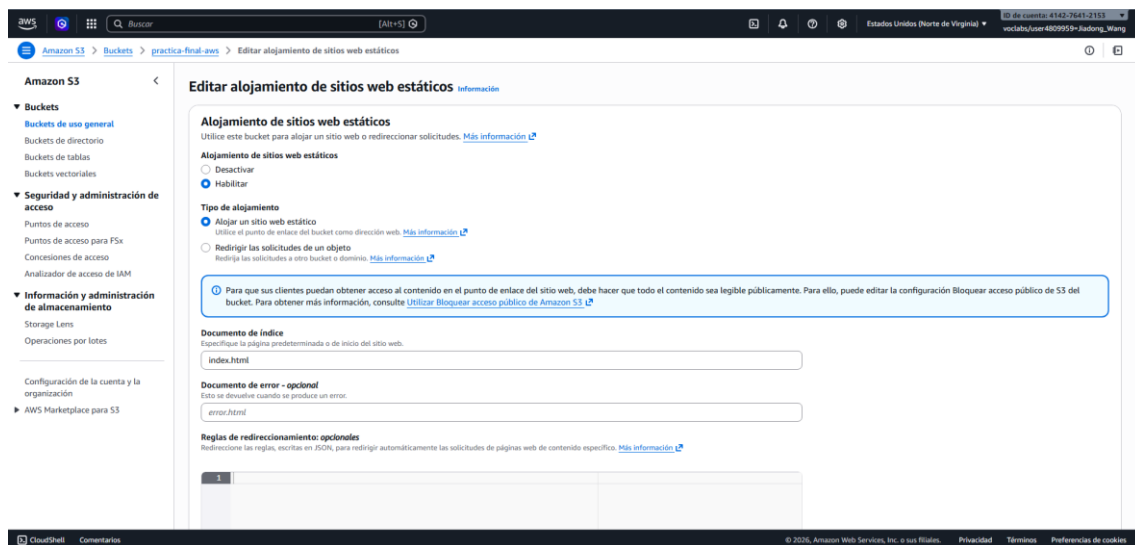 aws
Buscar
[Alt+S]
Estados Unidos (Norte de Virginia)
ID de cuenta: 4142-7641-2153
voclabs/user4809959=Jiadong_Wang
Amazon S3 > Buckets > practica-final-aws > Editar alojamiento de sitios web estáticos
Amazon S3
Buckets
Buckets de uso general
Buckets de directorio
Buckets de tablas
Buckets vectoriales
Seguridad y administración de
acceso
Puntos de acceso
Puntos de acceso para FSx
Concesiones de acceso
Analizador de acceso de IAM
Información y administración
de almacenamiento
Storage Lens
Operaciones por lotes
Configuración de la cuenta y la
organización
AWS Marketplace para S3
Editar alojamiento de sitios web estáticos Información
Alojamiento de sitios web estáticos
Utilice este bucket para alojar un sitio web o redireccionar solicitudes. Más información
Alojamiento de sitios web estáticos
Desactivar
Habilitar
Tipo de alojamiento
Alojar un sitio web estático
Utilice el punto de enlace del bucket como dirección web. Más información
Redirigir las solicitudes de un objeto
Redirija las solicitudes a otro bucket o dominio. Más información
Para que sus clientes puedan obtener acceso al contenido en el punto de enlace del sitio web, debe hacer que todo el contenido sea legible públicamente. Para ello, puede editar la configuración Bloquear acceso público de S3 del
bucket. Para obtener más información, consulte Utilizar Bloquear acceso público de Amazon S3
Documento de índice
Especifique la página predeterminada o de inicio del sitio web.
index.html
Documento de error - opcional
Esto se devuelve cuando se produce un error.
error.html
Reglas de redireccionamiento: opcionales
Redireccione las reglas, escritas en JSON, para redirigir automáticamente las solicitudes de páginas web de contenido específico. Más información
1
CloudShell Comentarios
© 2026, Amazon Web Services, Inc. o sus filiales. Privacidad Términos Preferencias de cookies